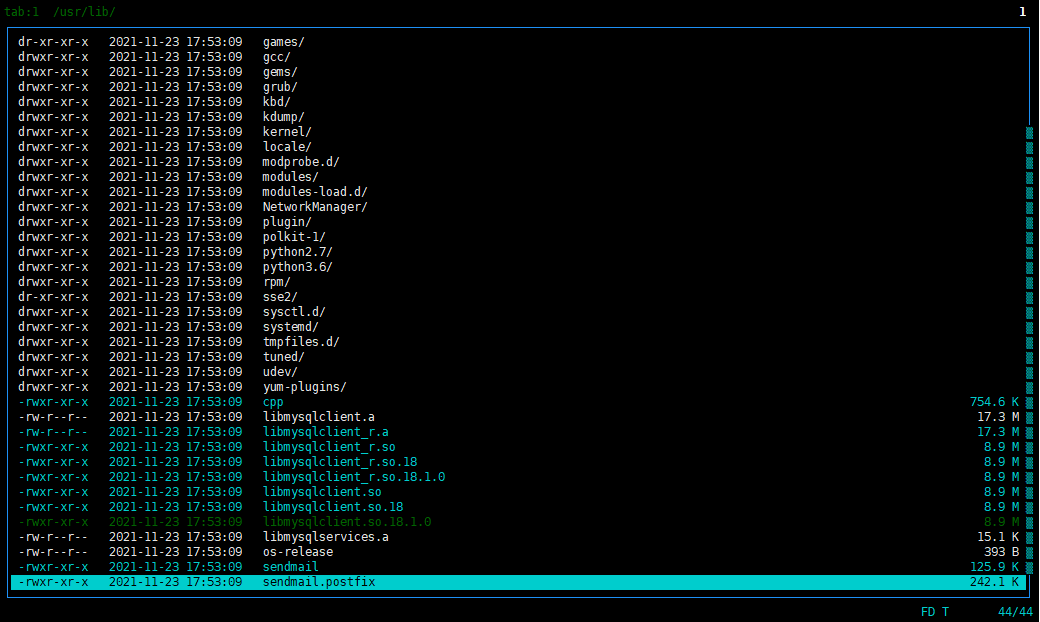 tab:1 /usr/lib/ 1
dr-xr-xr-x 2021-11-23 17:53:09 games/
drwxr-xr-x 2021-11-23 17:53:09 gcc/
drwxr-xr-x 2021-11-23 17:53:09 gems/
drwxr-xr-x 2021-11-23 17:53:09 grub/
drwxr-xr-x 2021-11-23 17:53:09 kbd/
drwxr-xr-x 2021-11-23 17:53:09 kdump/
drwxr-xr-x 2021-11-23 17:53:09 kernel/
drwxr-xr-x 2021-11-23 17:53:09 locale/
drwxr-xr-x 2021-11-23 17:53:09 modprobe.d/
drwxr-xr-x 2021-11-23 17:53:09 modules/
drwxr-xr-x 2021-11-23 17:53:09 modules-load.d/
drwxr-xr-x 2021-11-23 17:53:09 NetworkManager/
drwxr-xr-x 2021-11-23 17:53:09 plugin/
drwxr-xr-x 2021-11-23 17:53:09 polkit-1/
drwxr-xr-x 2021-11-23 17:53:09 python2.7/
drwxr-xr-x 2021-11-23 17:53:09 python3.6/
drwxr-xr-x 2021-11-23 17:53:09 rpm/
dr-xr-xr-x 2021-11-23 17:53:09 sse2/
drwxr-xr-x 2021-11-23 17:53:09 sysctl.d/
drwxr-xr-x 2021-11-23 17:53:09 systemd/
drwxr-xr-x 2021-11-23 17:53:09 tmpfiles.d/
drwxr-xr-x 2021-11-23 17:53:09 tuned/
drwxr-xr-x 2021-11-23 17:53:09 udev/
drwxr-xr-x 2021-11-23 17:53:09 yum-plugins/
-rwxr-xr-x 2021-11-23 17:53:09 cpp 754.6 K
-rw-r--r-- 2021-11-23 17:53:09 libmysqlclient.a 17.3 M
-rw-r--r-- 2021-11-23 17:53:09 libmysqlclient_r.a 17.3 M
-rwxr-xr-x 2021-11-23 17:53:09 libmysqlclient_r.so 8.9 M
-rwxr-xr-x 2021-11-23 17:53:09 libmysqlclient_r.so.18 8.9 M
-rwxr-xr-x 2021-11-23 17:53:09 libmysqlclient_r.so.18.1.0 8.9 M
-rwxr-xr-x 2021-11-23 17:53:09 libmysqlclient.so 8.9 M
-rwxr-xr-x 2021-11-23 17:53:09 libmysqlclient.so.18 8.9 M
-rwxr-xr-x 2021-11-23 17:53:09 libmysqlclient.so.18.1.0 8.9 M
-rw-r--r-- 2021-11-23 17:53:09 libmysqlservices.a 15.1 K
-rw-r--r-- 2021-11-23 17:53:09 os-release 393 B
-rwxr-xr-x 2021-11-23 17:53:09 sendmail 125.9 K
-rwxr-xr-x 2021-11-23 17:53:09 sendmail.postfix 242.1 K
FD T 44/44